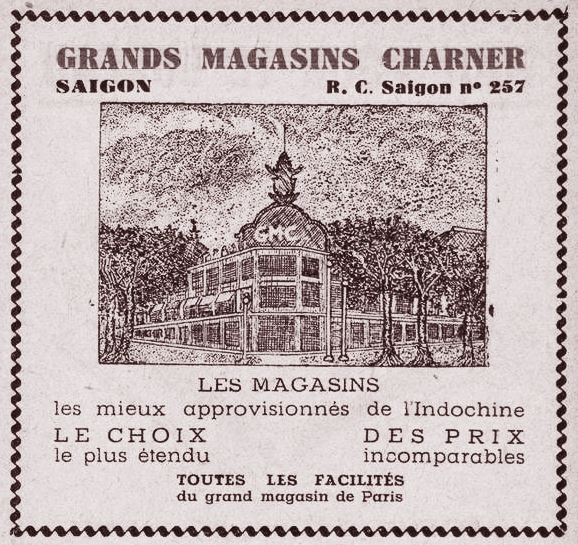 GRANDS MAGASINS CHARNER
SAIGON R. C. Saigon nº 257
GMC
LES MAGASINS
les mieux approvisionnés de l'Indochine
LE CHOIX DES PRIX
le plus étendu incomparables
TOUTES LES FACILITÉS
du grand magasin de Paris